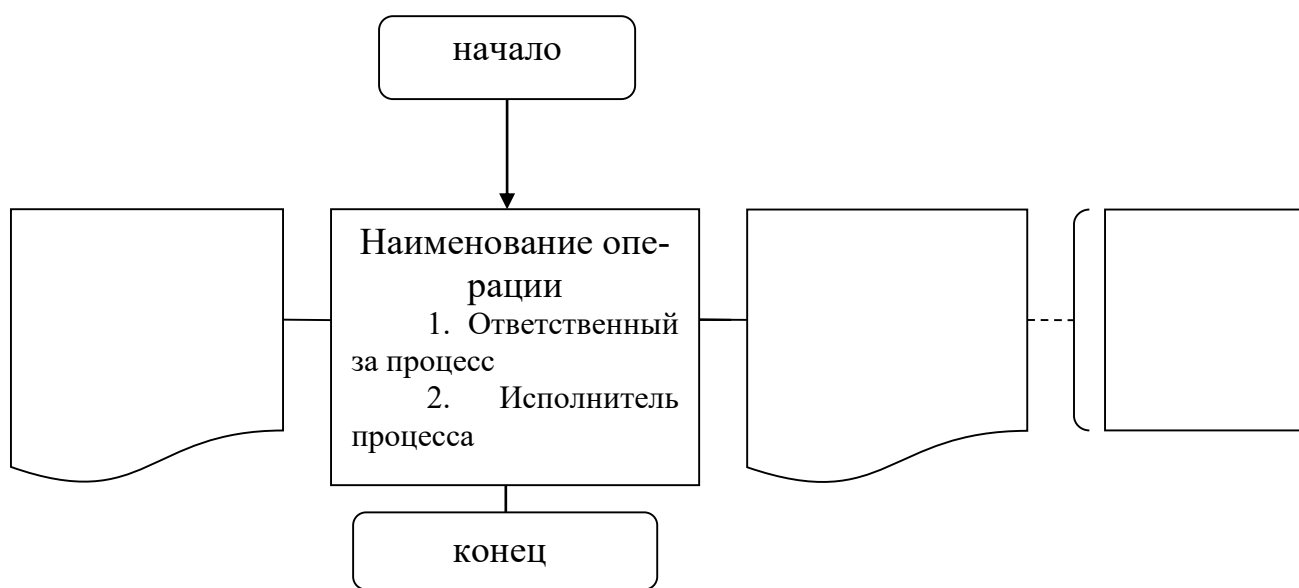 начало
Наименование опе-
рации
1. Ответственный
за процесс
2. Исполнитель
процесса
конец